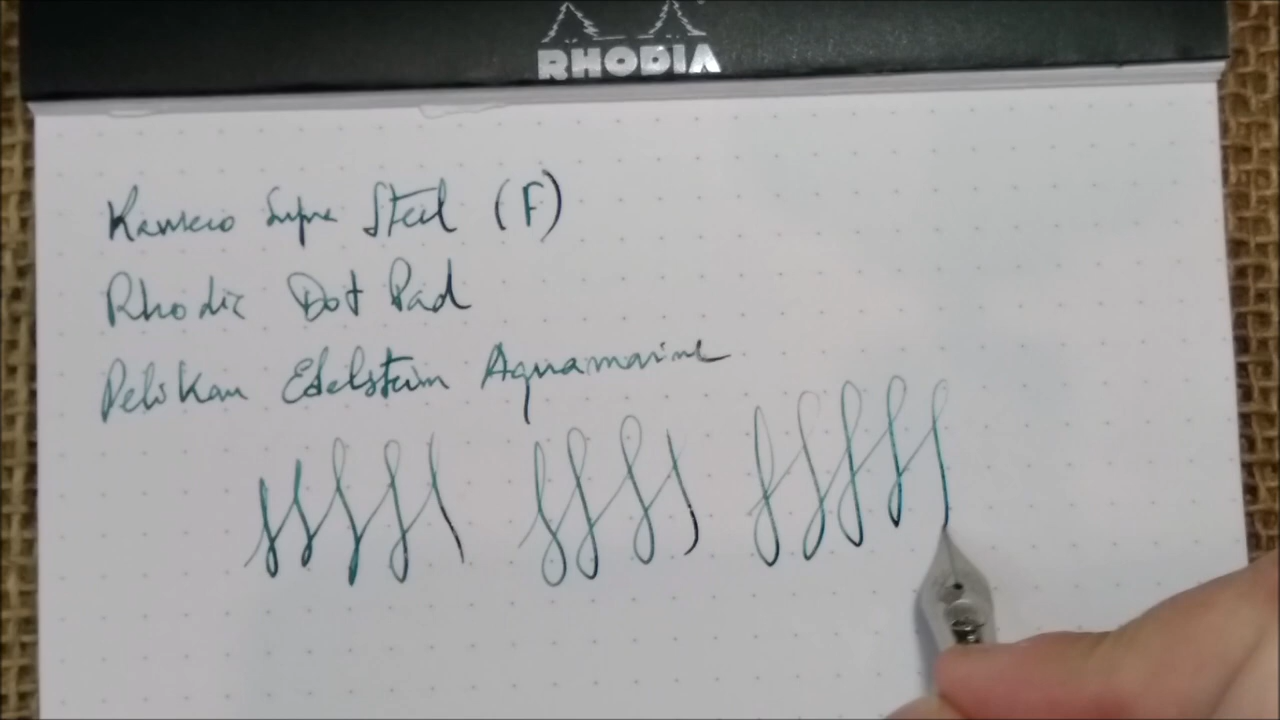 RHODIA
Kaweco Supra Steel (F)
Rhodia Dot Pad
Pelikan Edelstein Aquamarine